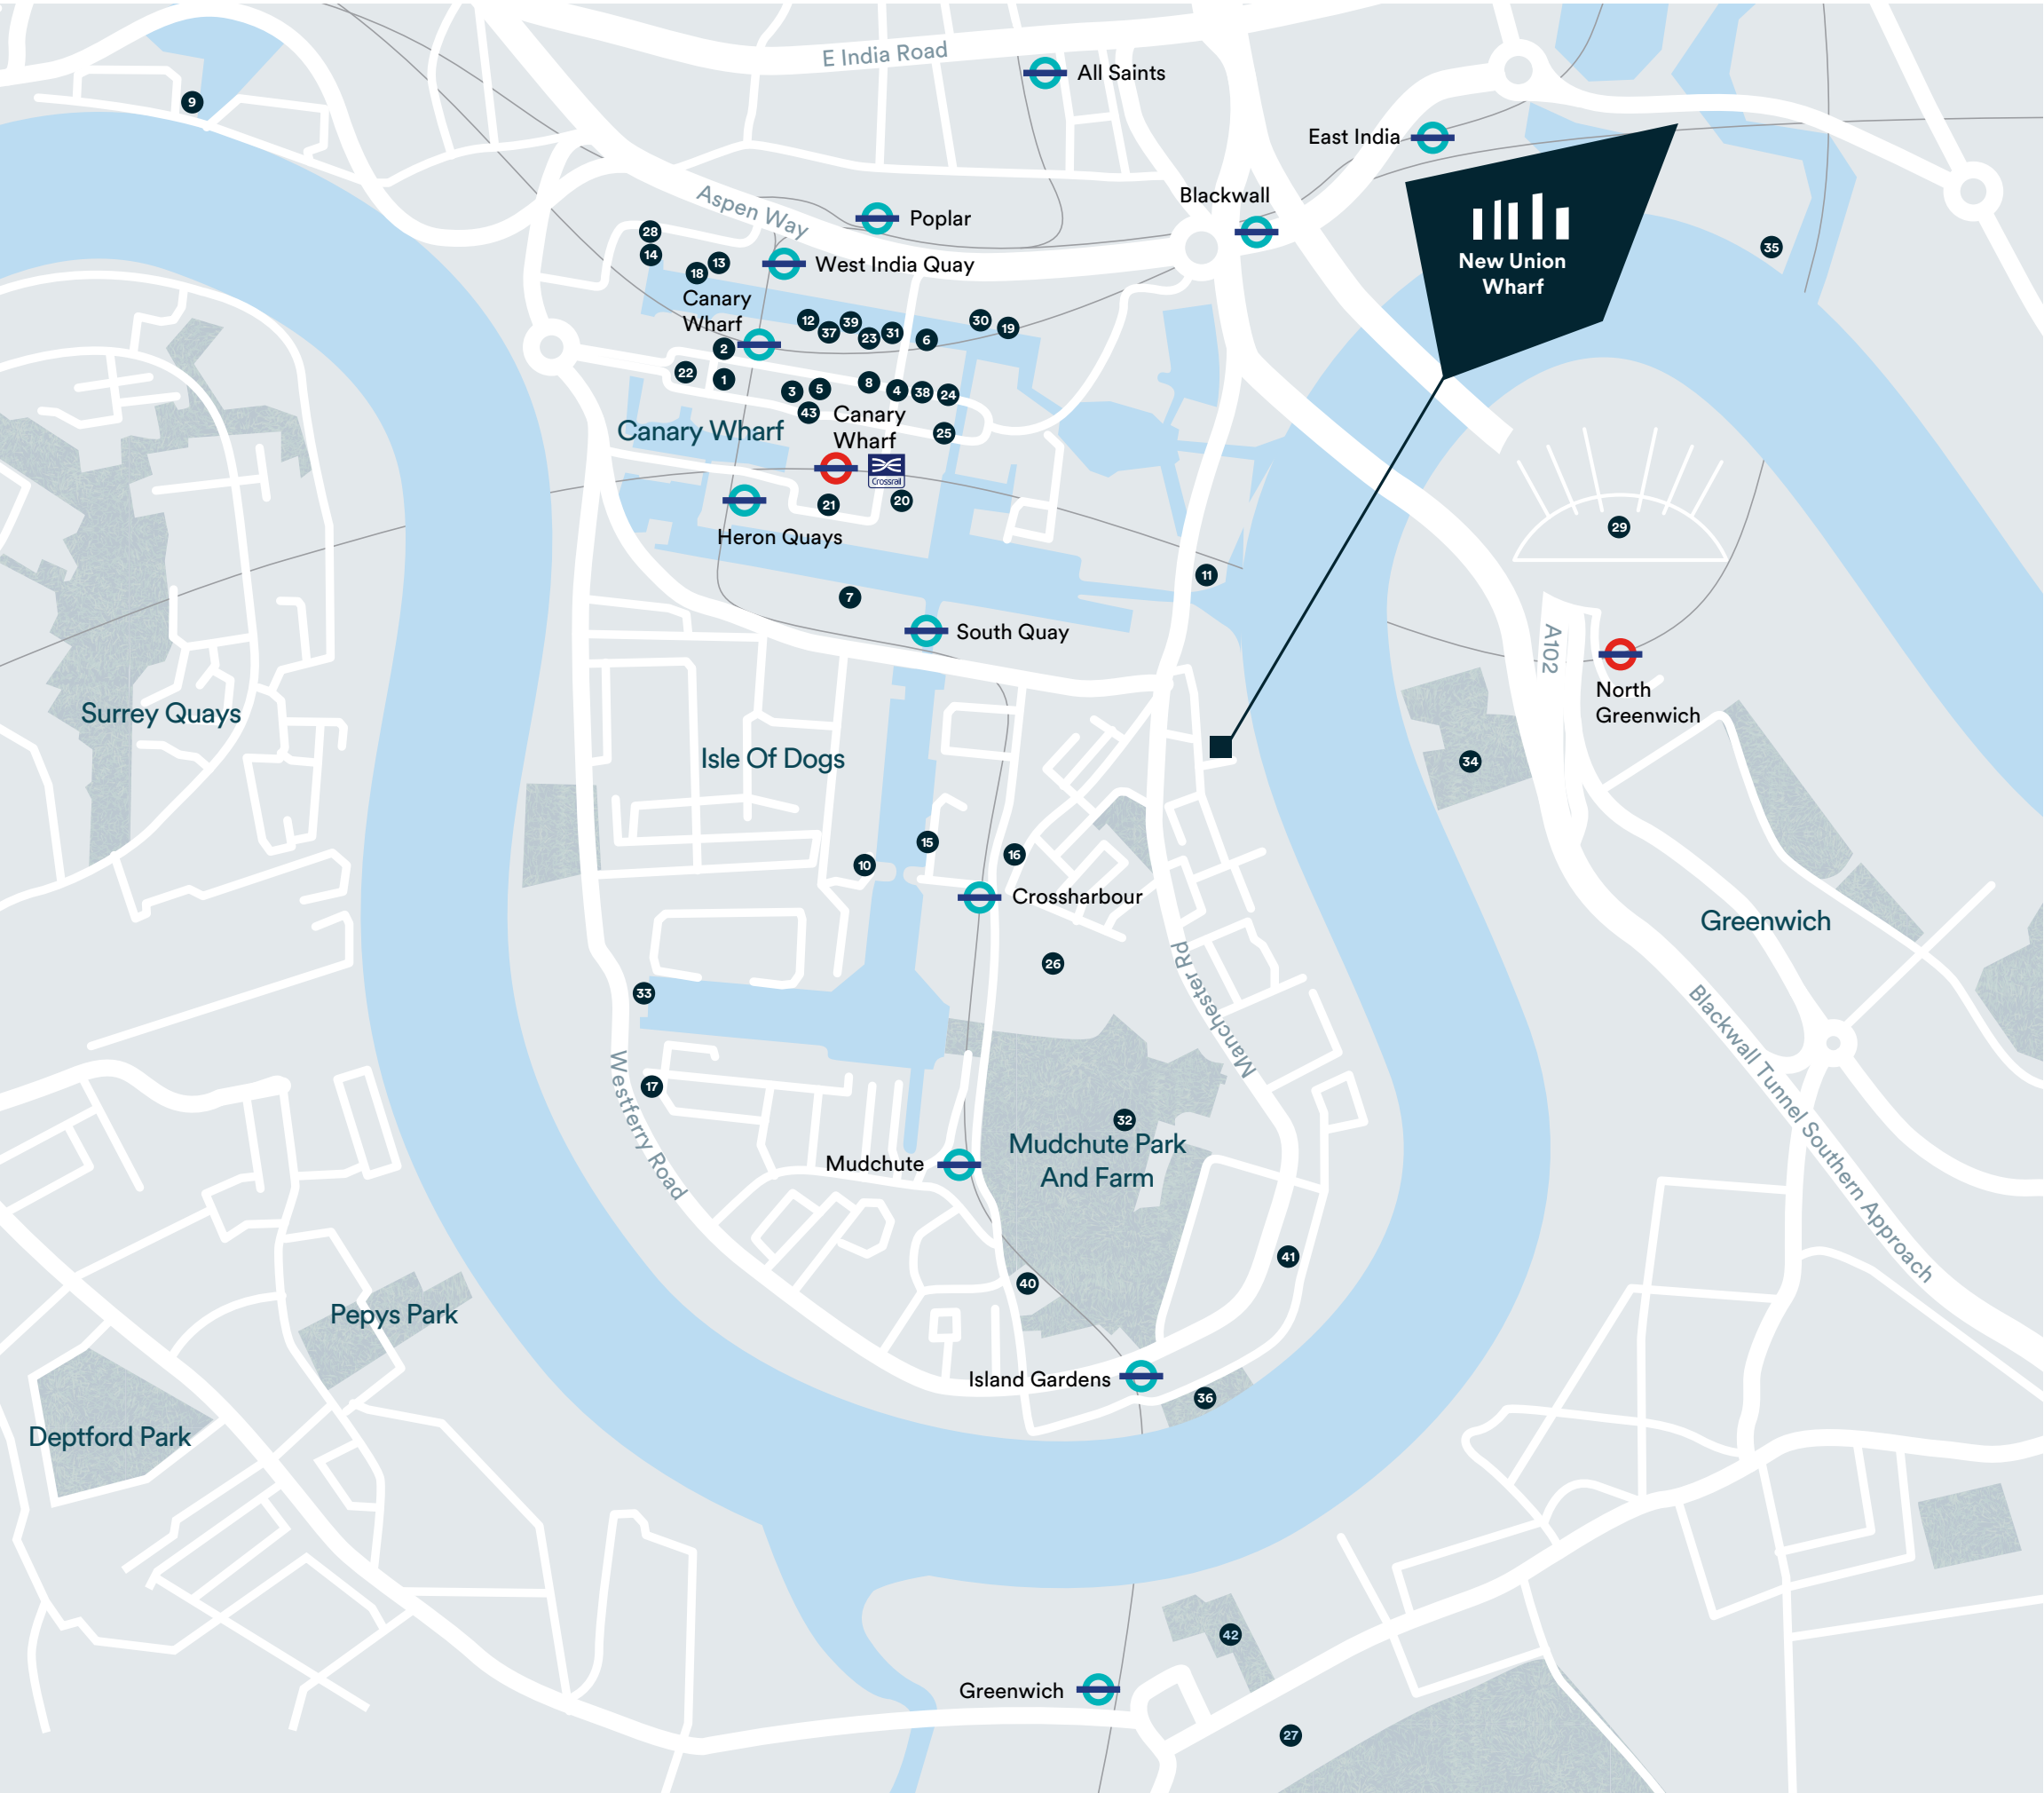 E India Road
All Saints
9
East India
Blackwall
Aspen Way
Poplar
28
14
13
18
West India Quay
New Union
Wharf
35
Canary
Wharf
12
37
39
23
31
6
30
19
2
22
1
3
5
8
4
38
24
43
Canary Wharf
Canary
Wharf
25
Crossrail
21
20
Heron Quays
29
11
7
South Quay
A102
North
Greenwich
Surrey Quays
Isle Of Dogs
34
15
10
16
Crossharbour
Greenwich
26
Manchester Rd
33
Blackwall Tunnel Southern Approach
Westferry Road
17
32
Mudchute
Mudchute Park
And Farm
41
40
Pepys Park
Island Gardens
36
Deptford Park
42
Greenwich
27